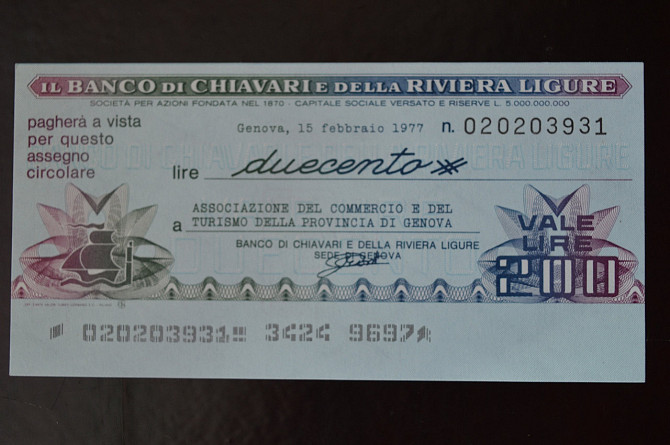 IL BANCO DI CHIAVARI E DELLA RIVIERA LIGURE
SOCIETÀ PER AZIONI FONDATA NEL 1870 - CAPITALE SOCIALE VERSATO E RISERVE L. 5.000.000.000
pagherà a vista
per questo
assegno
circolare
Genova, 15 febbraio 1977 n. 020203931
lire duecento
a ASSOCIAZIONE DEL COMMERCIO E DEL
TURISMO DELLA PROVINCIA DI GENOVA
BANCO DI CHIAVARI E DELLA RIVIERA LIGURE
SEDE DI GENOVA
VALE
LIRE
200
020203931 3424 9697